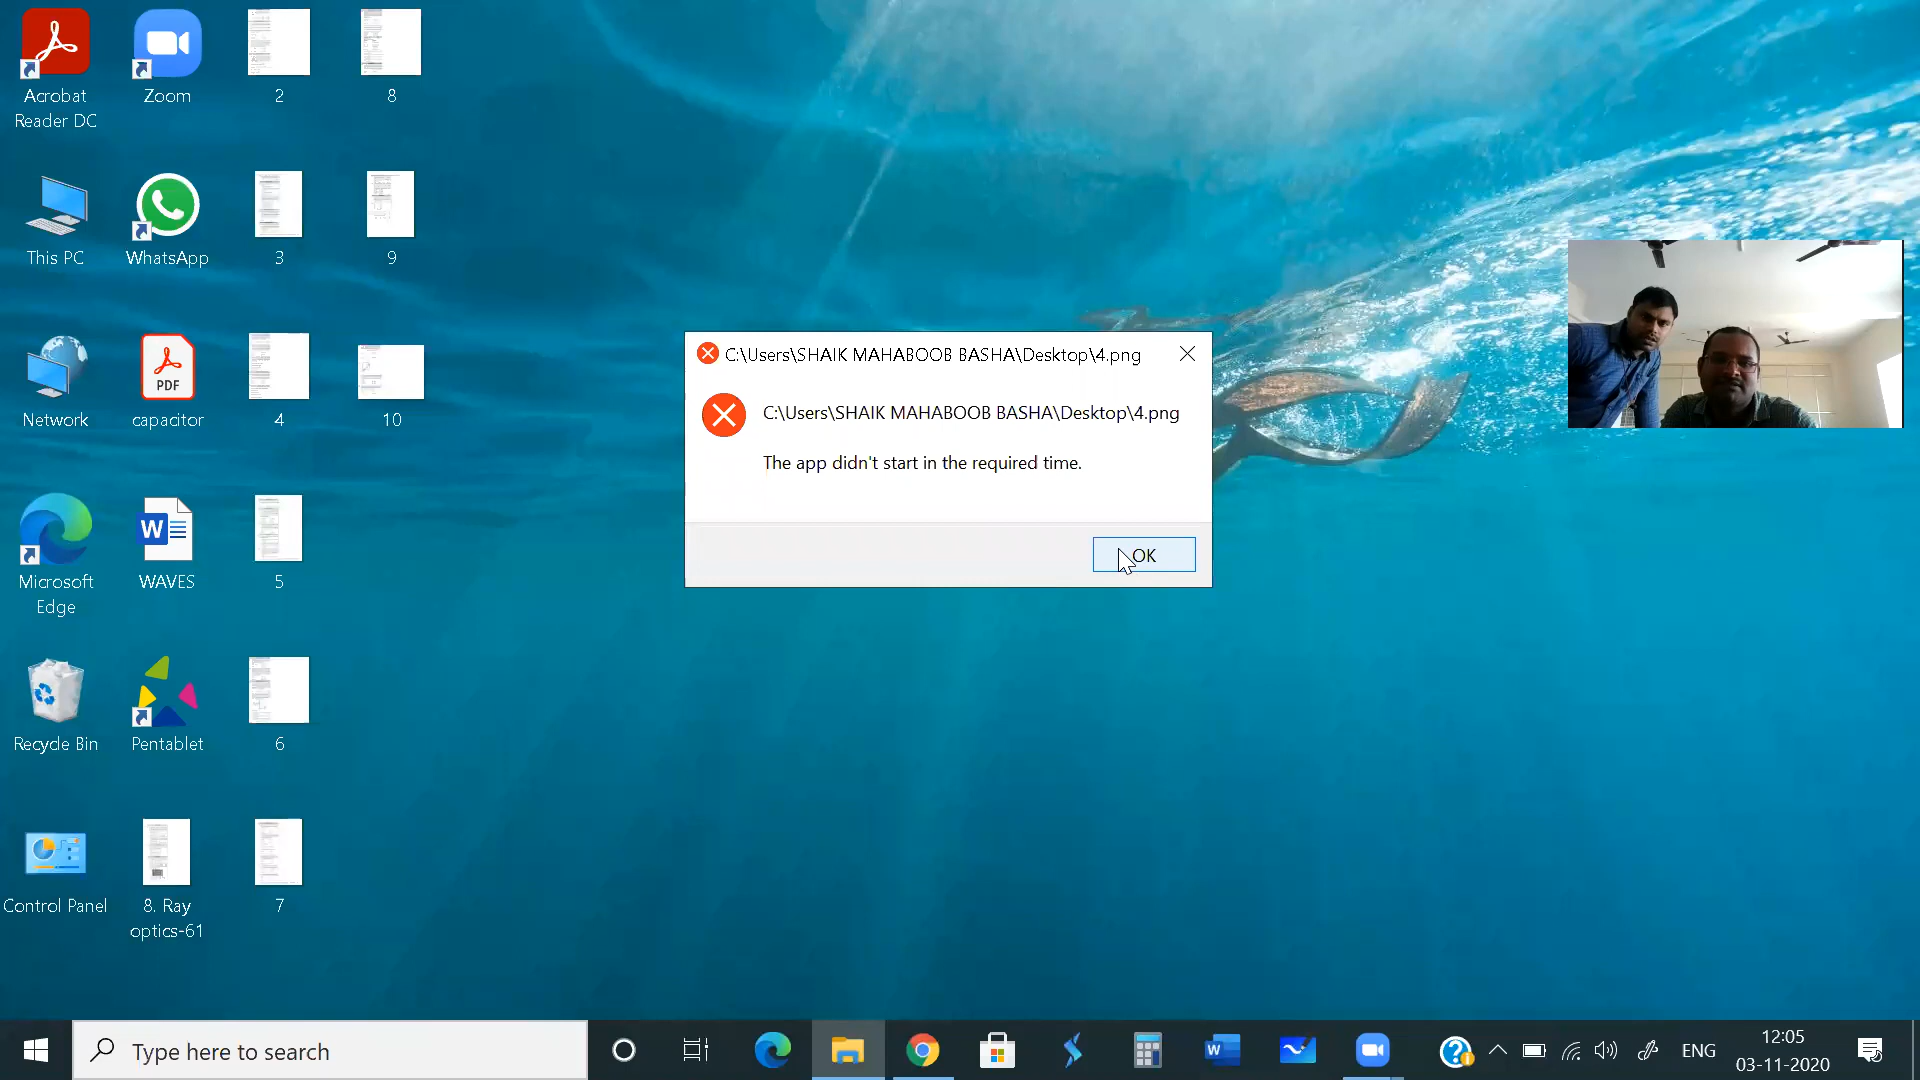 Acrobat
Reader DC
Zoom
2
8
This PC
WhatsApp
3
9
Network
PDF
capacitor
4
10
Microsoft
Edge
W
WAVES
5
Recycle Bin
Pentablet
6
Control Panel
8. Ray
optics-61
7
C:\Users\SHAIK MAHABOOB BASHA\Desktop\4.png
C:\Users\SHAIK MAHABOOB BASHA\Desktop\4.png
The app didn't start in the required time.
OK
Type here to search
W
ENG
12:05
03-11-2020